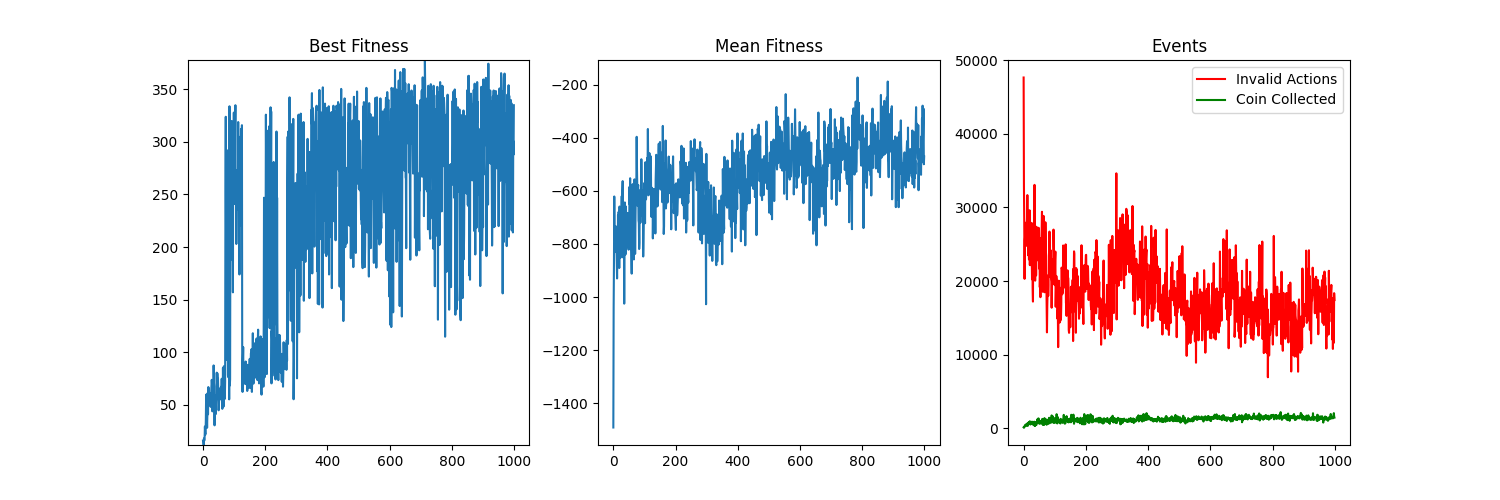 Best Fitness
350
300
250
200
150
100
50
0 200 400 600 800 1000
Mean Fitness
−200
−400
−600
−800
−1000
−1200
−1400
0 200 400 600 800 1000
Events
50000
40000
30000
20000
10000
0
0 200 400 600 800 1000
Invalid Actions
Coin Collected